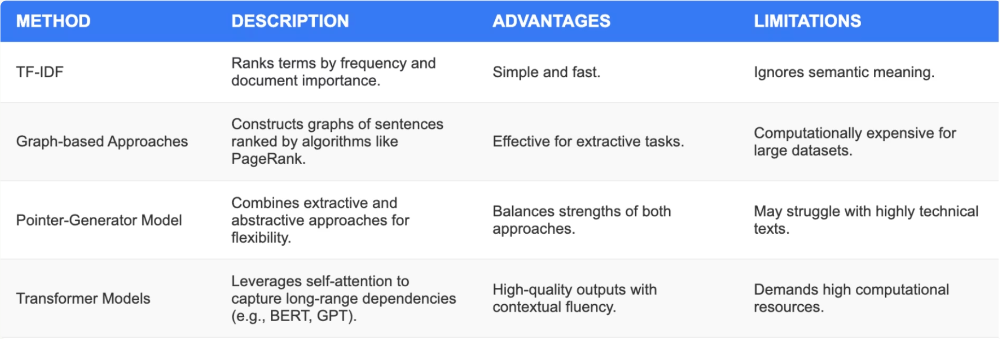 METHOD DESCRIPTION ADVANTAGES LIMITATIONS
TF-IDF
Ranks terms by frequency and
document importance.
Simple and fast.
Ignores semantic meaning.
Graph-based Approaches
Constructs graphs of sentences
ranked by algorithms like
PageRank.
Effective for extractive tasks.
Computationally expensive for
large datasets.
Pointer-Generator Model
Combines extractive and
abstractive approaches for
flexibility.
Balances strengths of both
approaches.
May struggle with highly technical
texts.
Transformer Models
Leverages self-attention to
capture long-range dependencies
(e.g., BERT, GPT).
High-quality outputs with
contextual fluency.
Demands high computational
resources.